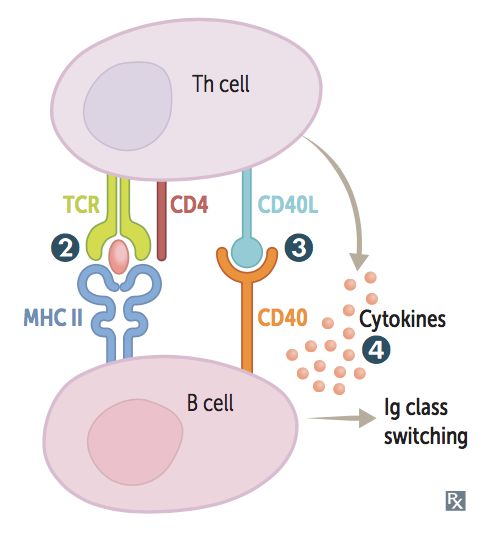 Th cell
TCR
CD4
CD40L
2
3
MHC II
CD40
Cytokines
4
B cell
Ig class
switching
Rx